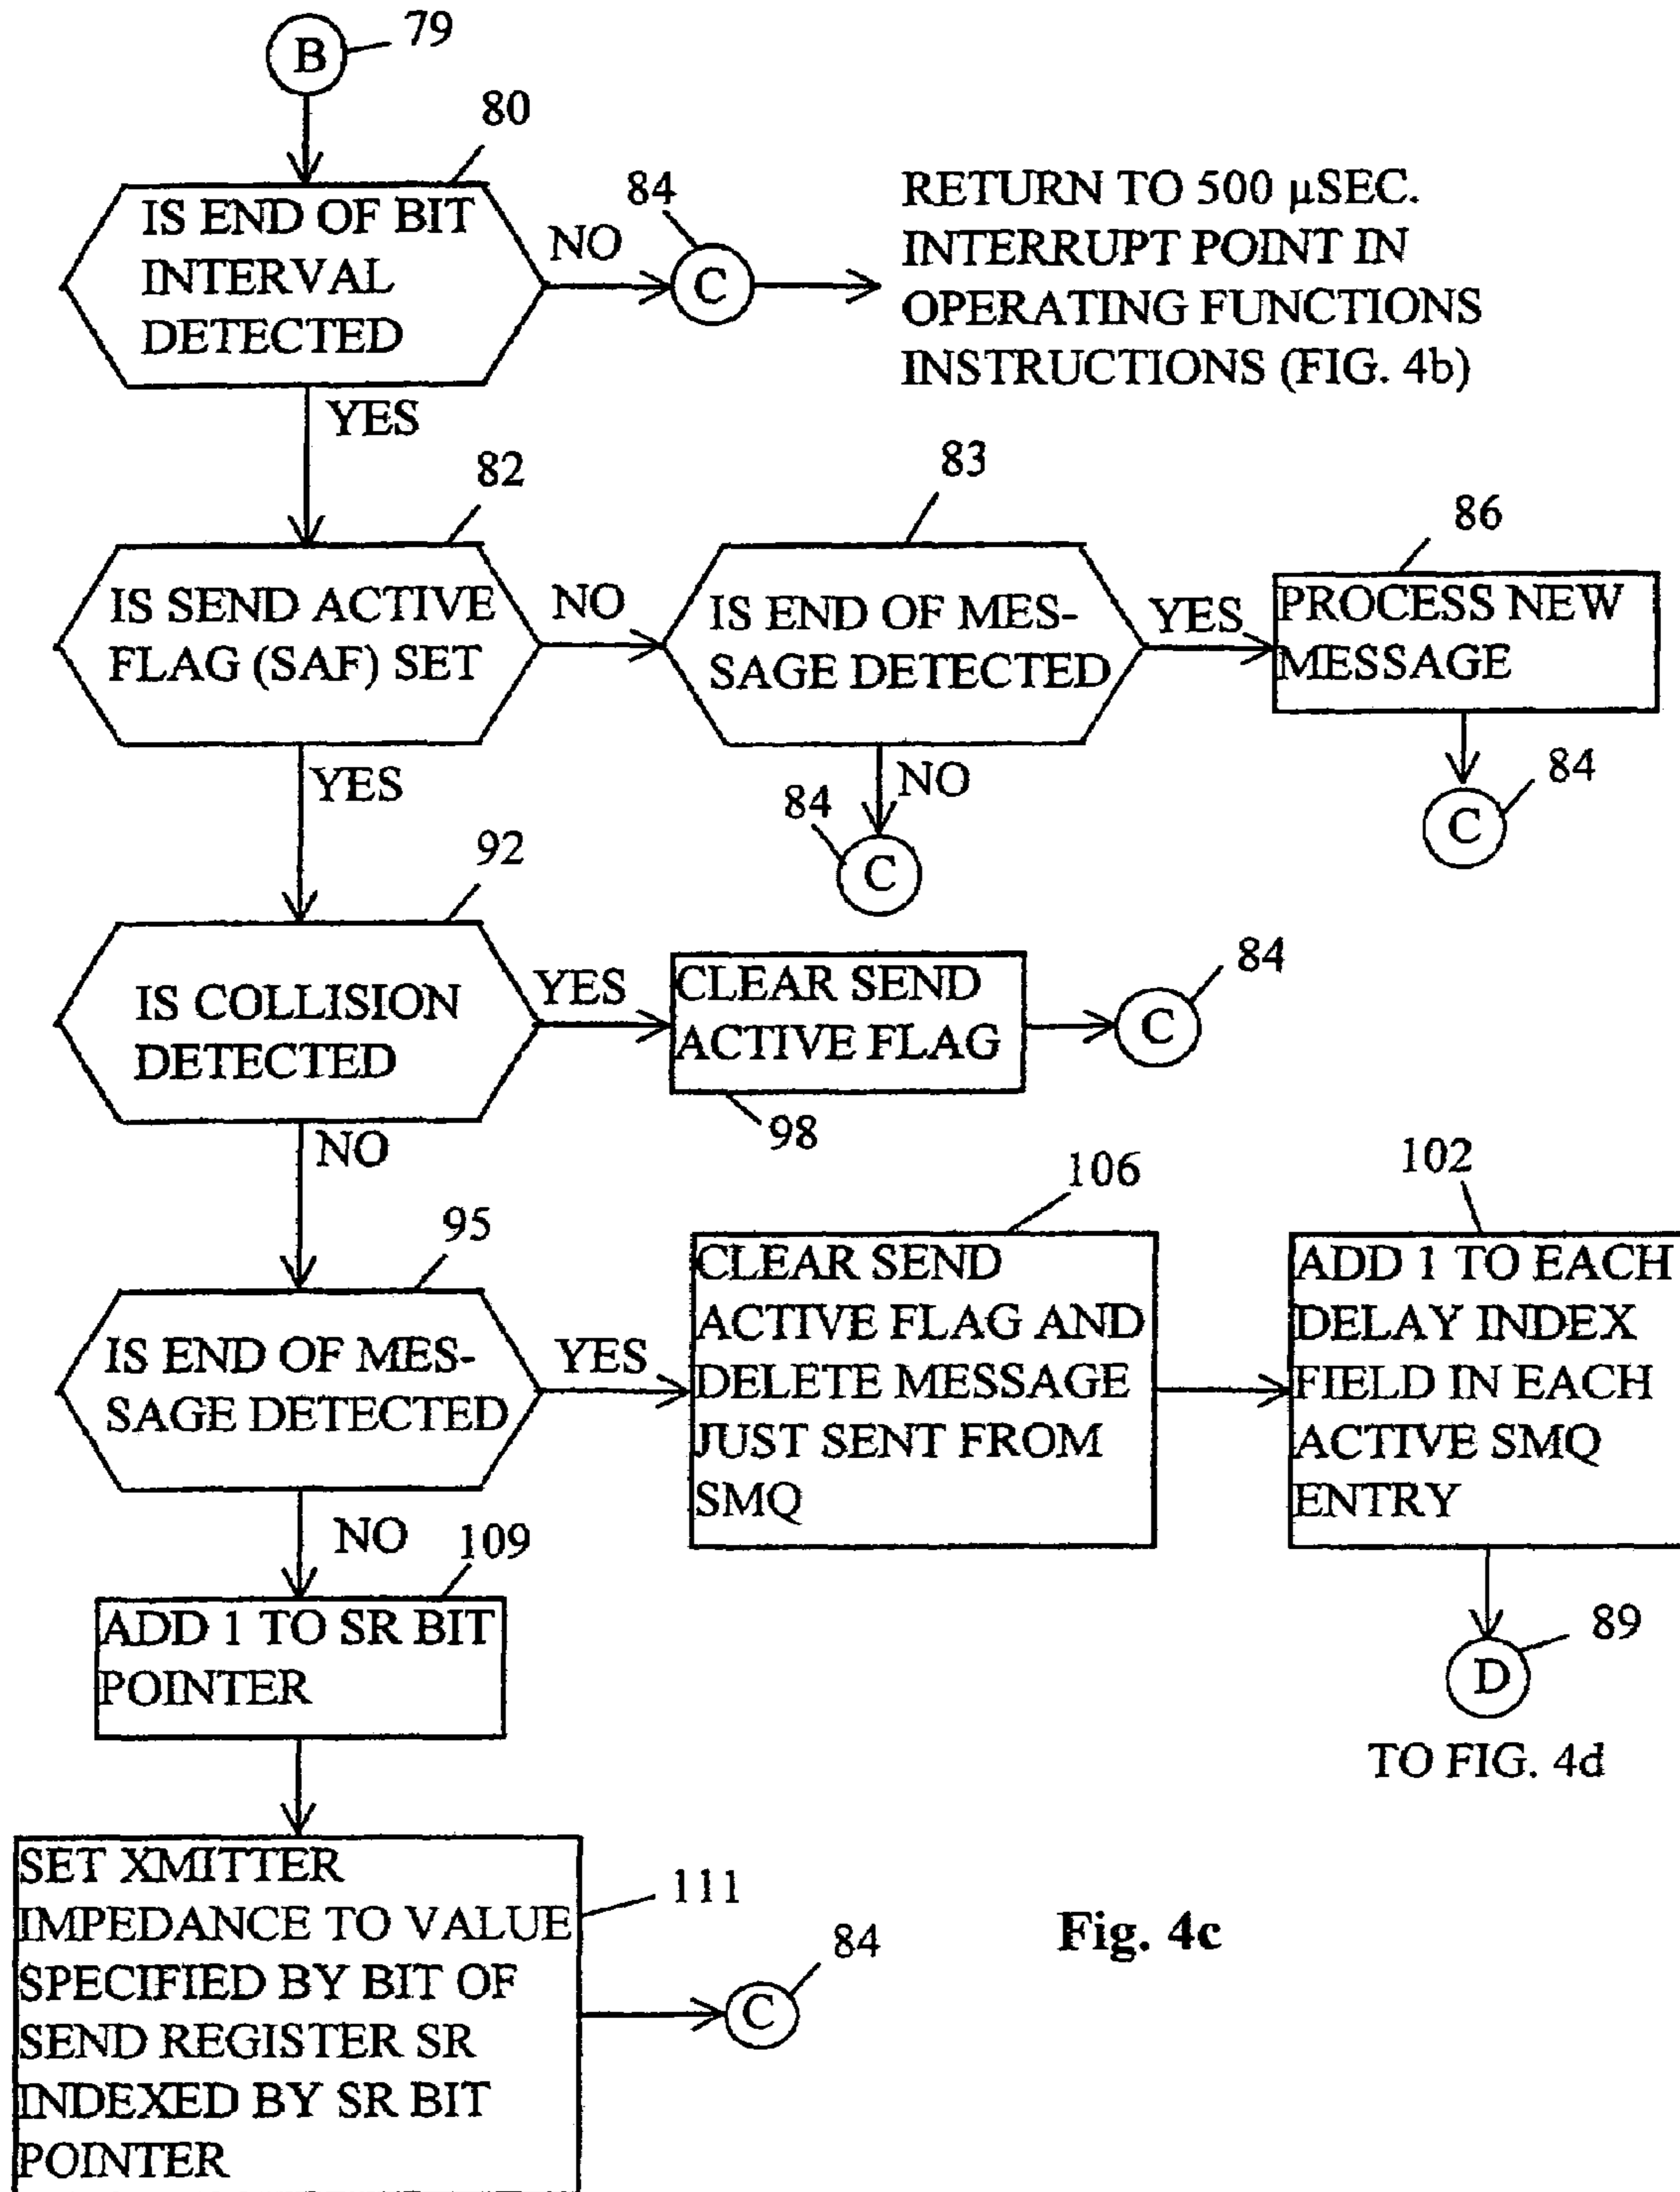 B
79
80
IS END OF BIT
INTERVAL
DETECTED
NO
84
C
RETURN TO 500 µSEC.
INTERRUPT POINT IN
OPERATING FUNCTIONS
INSTRUCTIONS (FIG. 4b)
YES
82
IS SEND ACTIVE
FLAG (SAF) SET
NO
83
IS END OF MES-
SAGE DETECTED
YES
86
PROCESS NEW
MESSAGE
84
C
NO
84
C
YES
92
IS COLLISION
DETECTED
YES
CLEAR SEND
ACTIVE FLAG
98
84
C
NO
95
IS END OF MES-
SAGE DETECTED
YES
106
CLEAR SEND
ACTIVE FLAG AND
DELETE MESSAGE
JUST SENT FROM
SMQ
102
ADD 1 TO EACH
DELAY INDEX
FIELD IN EACH
ACTIVE SMQ
ENTRY
89
D
TO FIG. 4d
NO
109
ADD 1 TO SR BIT
POINTER
SET XMITTER
IMPEDANCE TO VALUE
SPECIFIED BY BIT OF
SEND REGISTER SR
INDEXED BY SR BIT
POINTER
111
84
C
Fig. 4c